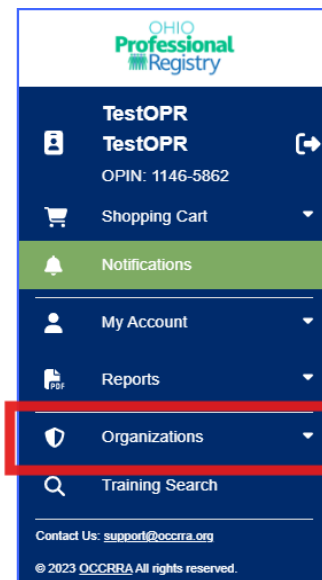 OHIO
Professional
Registry
TestOPR
TestOPR
OPIN: 1146-5862
Shopping Cart
Notifications
My Account
PDF
Reports
Organizations
Training Search
Contact Us: support@occrra.org
© 2023 OCCRRA All rights reserved.